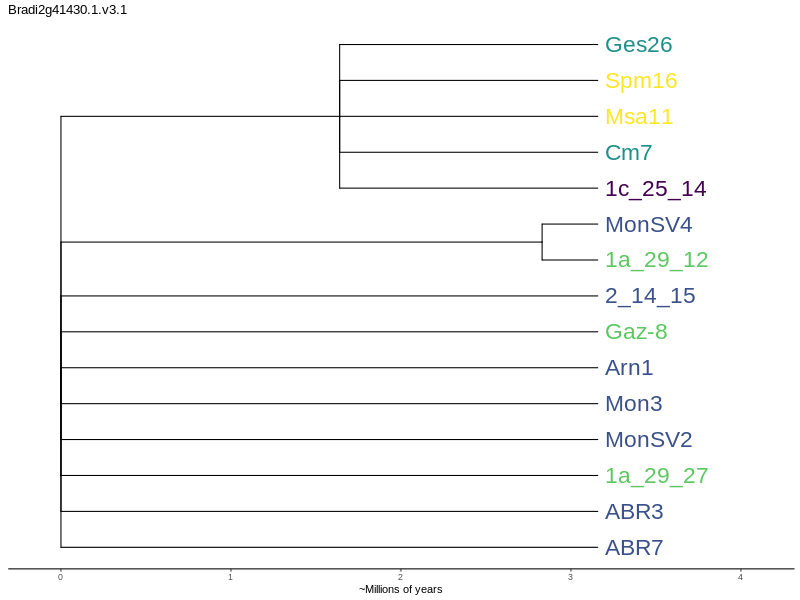 Bradi2g41430.1.v3.1
Ges26
Spm16
Msa11
Cm7
1c_25_14
MonSV4
1a_29_12
2_14_15
Gaz-8
Arn1
Mon3
MonSV2
1a_29_27
ABR3
ABR7
0 1 2 3 4
~Millions of years